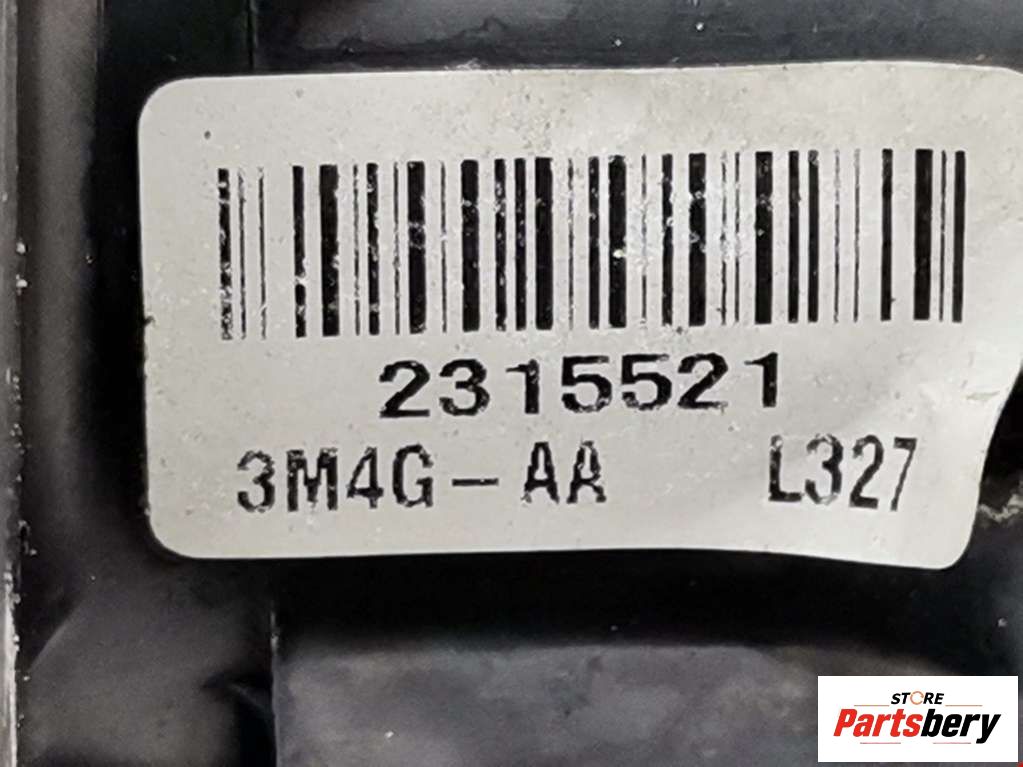 2315521
3M4G-AA L327
STORE
Partsbery